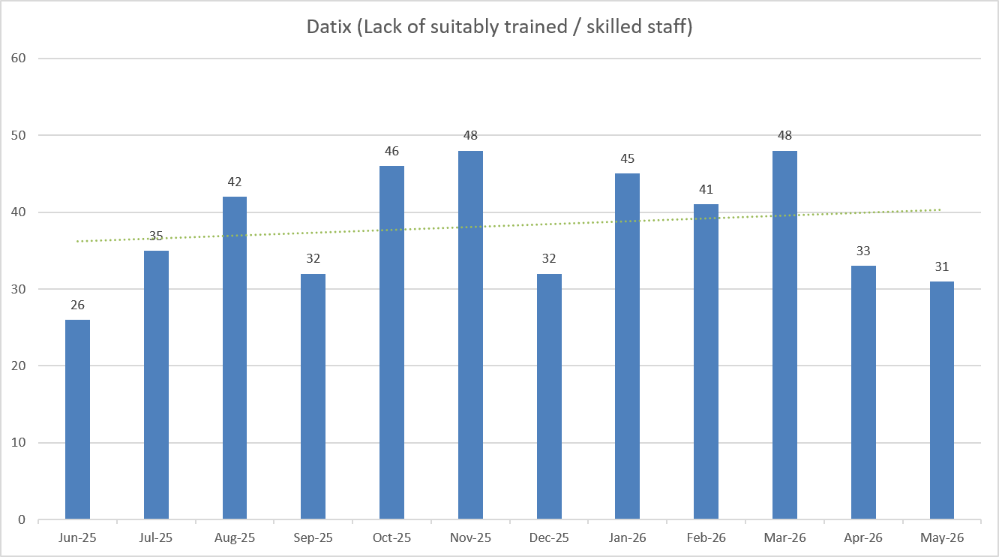 Datix (Lack of suitably trained / skilled staff)
60
50
40
30
20
10
0
26
35
42
32
46
48
32
45
41
48
33
31
Jun-25
Jul-25
Aug-25
Sep-25
Oct-25
Nov-25
Dec-25
Jan-26
Feb-26
Mar-26
Apr-26
May-26